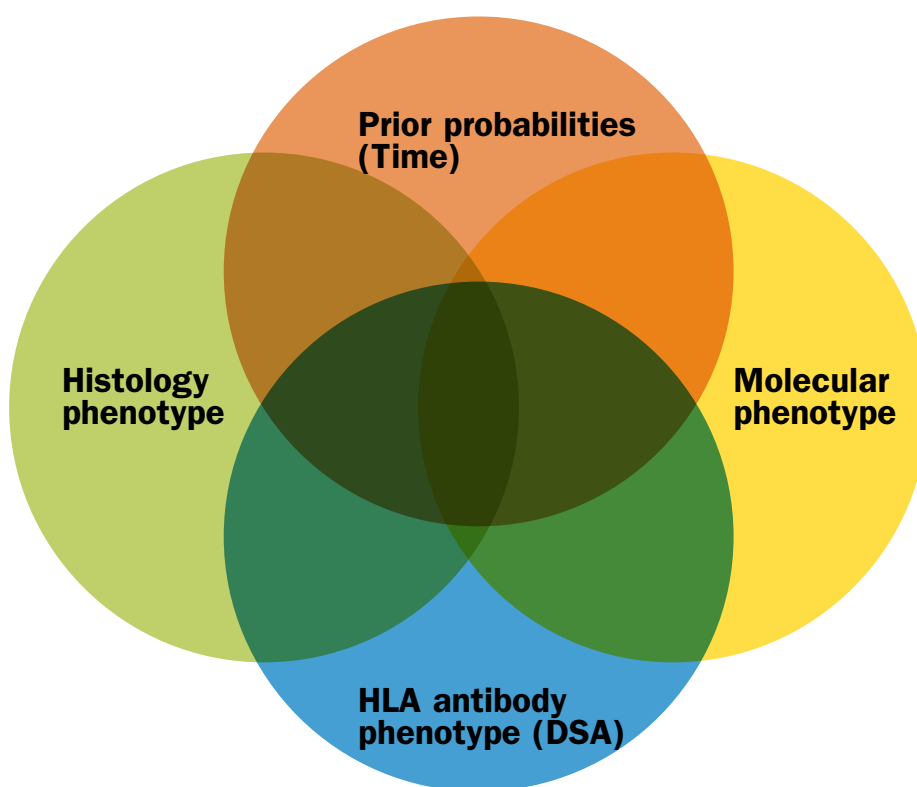 Prior probabilities
(Time)
Histology
phenotype
Molecular
phenotype
HLA antibody
phenotype (DSA)